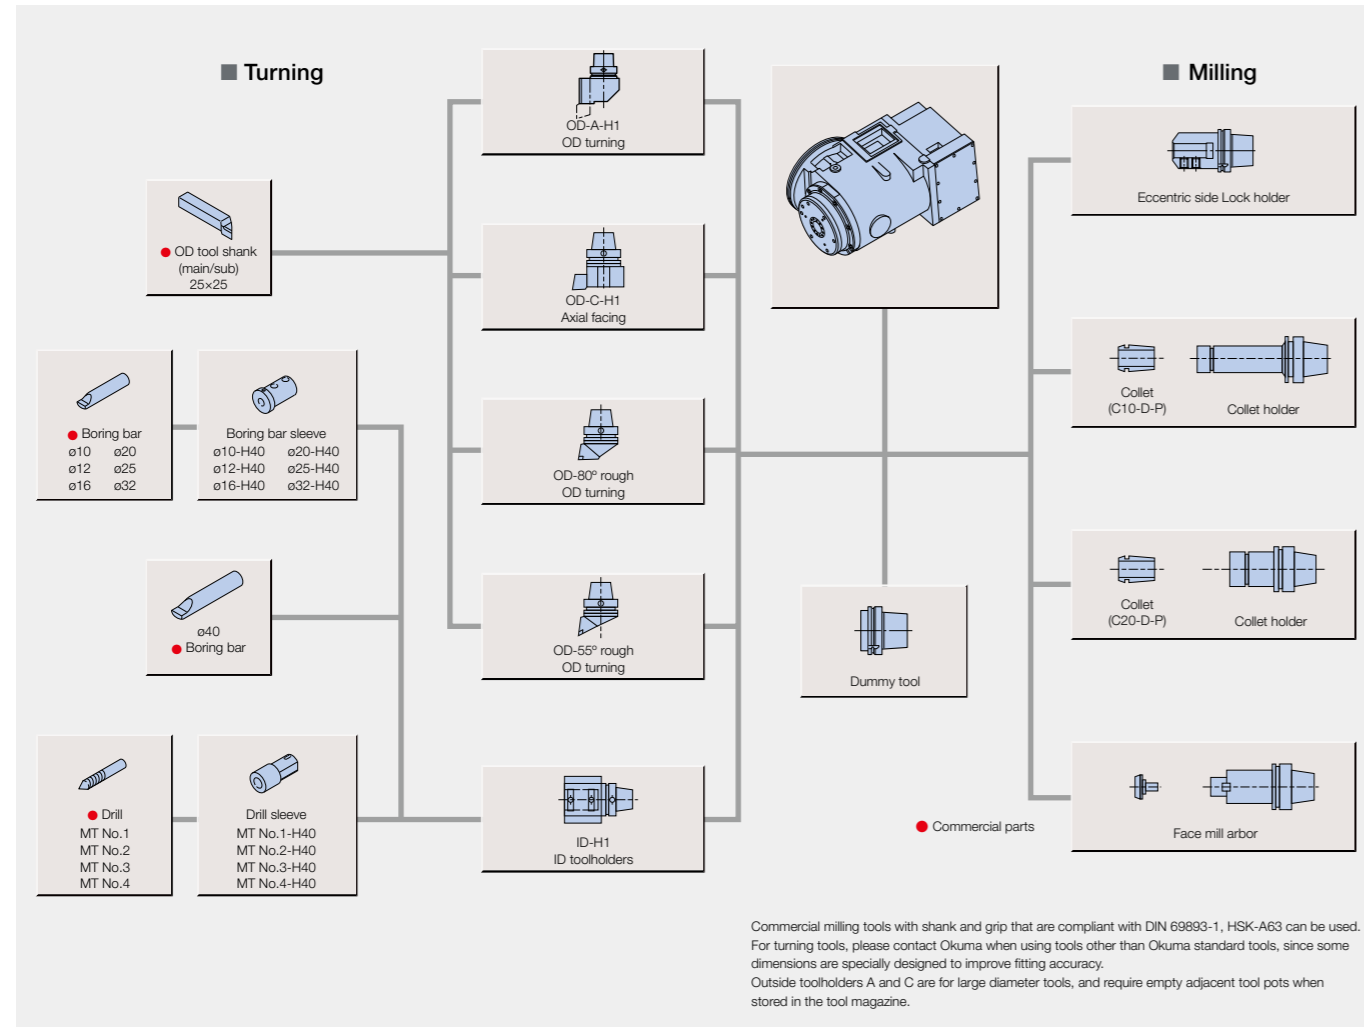 Turning
OD-A-H1
OD turning
OD tool shank
(main/sub)
25×25
OD-C-H1
Axial facing
Boring bar
ø10 ø20
ø12 ø25
ø16 ø32
Boring bar sleeve
ø10-H40 ø20-H40
ø12-H40 ø25-H40
ø16-H40 ø32-H40
OD-80º rough
OD turning
ø40
Boring bar
OD-55º rough
OD turning
Drill
MT No.1
MT No.2
MT No.3
MT No.4
Drill sleeve
MT No.1-H40
MT No.2-H40
MT No.3-H40
MT No.4-H40
ID-H1
ID toolholders
Dummy tool
Milling
Eccentric side Lock holder
Collet
(C10-D-P)
Collet holder
Collet
(C20-D-P)
Collet holder
Face mill arbor
Commercial parts
Commercial milling tools with shank and grip that are compliant with DIN 69893-1, HSK-A63 can be used.
For turning tools, please contact Okuma when using tools other than Okuma standard tools, since some
dimensions are specially designed to improve fitting accuracy.
Outside toolholders A and C are for large diameter tools, and require empty adjacent tool pots when
stored in the tool magazine.